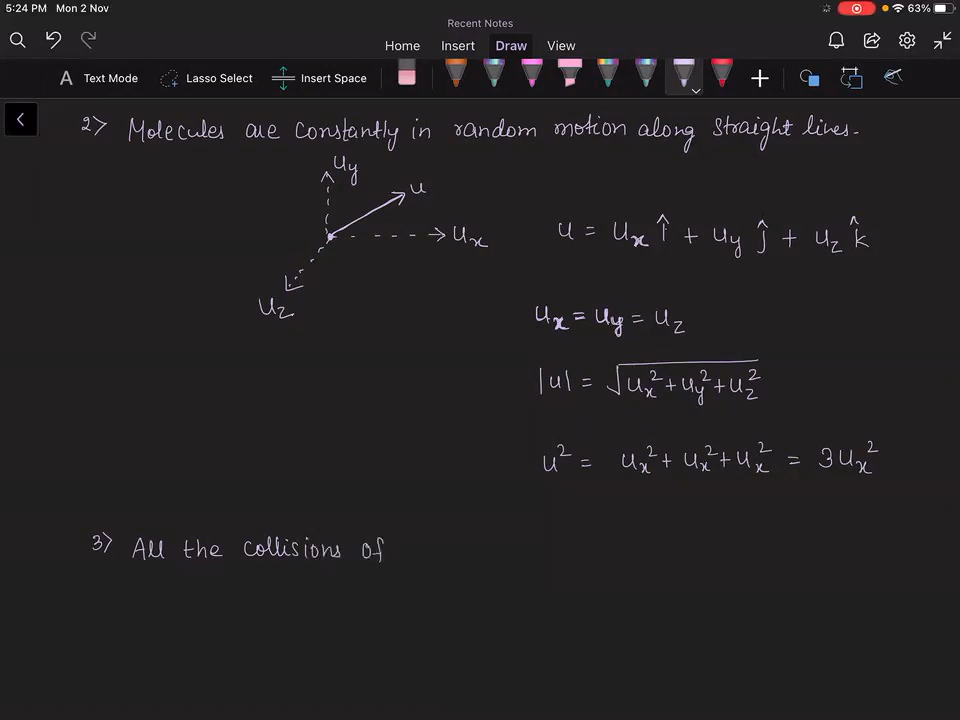 5:24 PM Mon 2 Nov
63%
Recent Notes
Home Insert Draw View
Text Mode Lasso Select Insert Space
2> Molecules are constantly in random motion along straight lines.
uy
u
ux
uz
u = ux î + uy ĵ + uz k̂
ux = uy = uz
|u| = √(ux² + uy² + uz²)
u² = ux² + ux² + ux² = 3ux²
3> All the collisions of